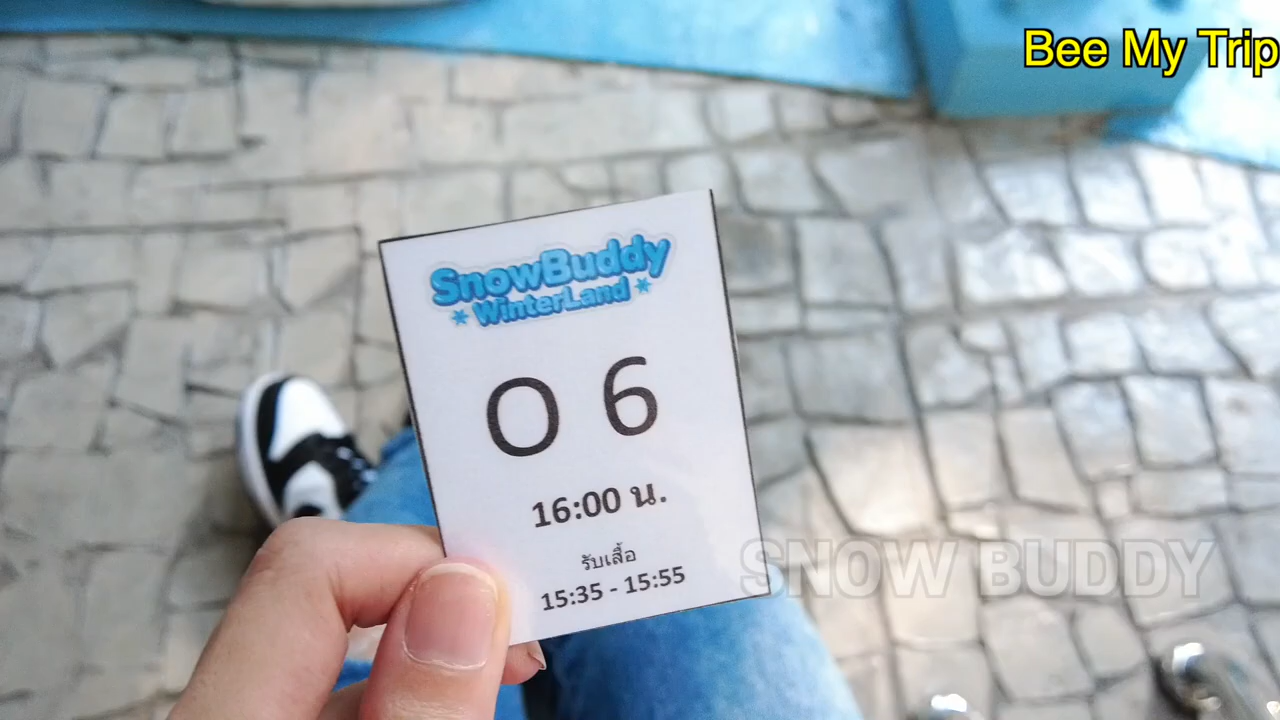 Bee My Trip
SnowBuddy
WinterLand
O 6
16:00 น.
รับเสื้อ
15:35 - 15:55
SNOW BUDDY